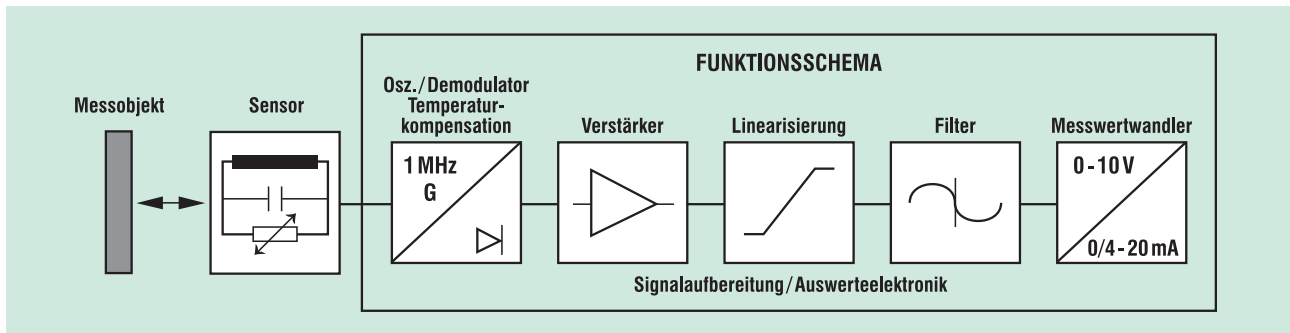 FUNKTIONSSCHEMA
Messobjekt
Sensor
Osz./Demodulator
Temperatur-
kompensation
Verstärker
Linearisierung
Filter
Messwertwandler
1 MHz
G
0-10 V
0/4-20 mA
Signalaufbereitung/Auswerteelektronik